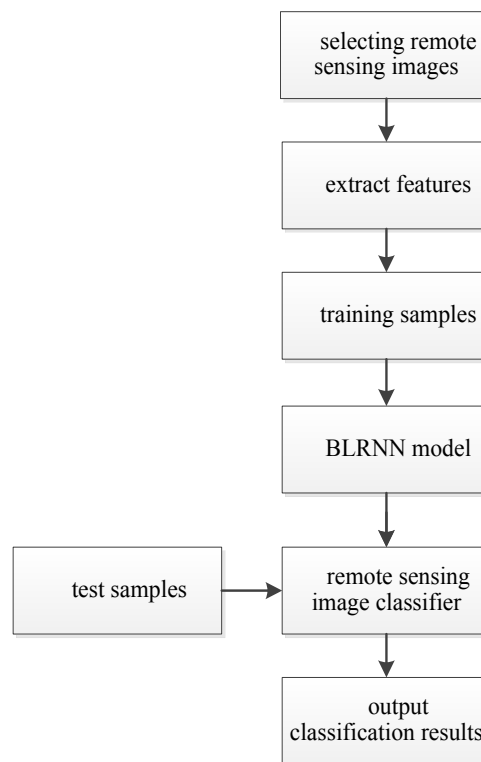 selecting remote
sensing images
extract features
training samples
BLRNN model
test samples
remote sensing
image classifier
output
classification results